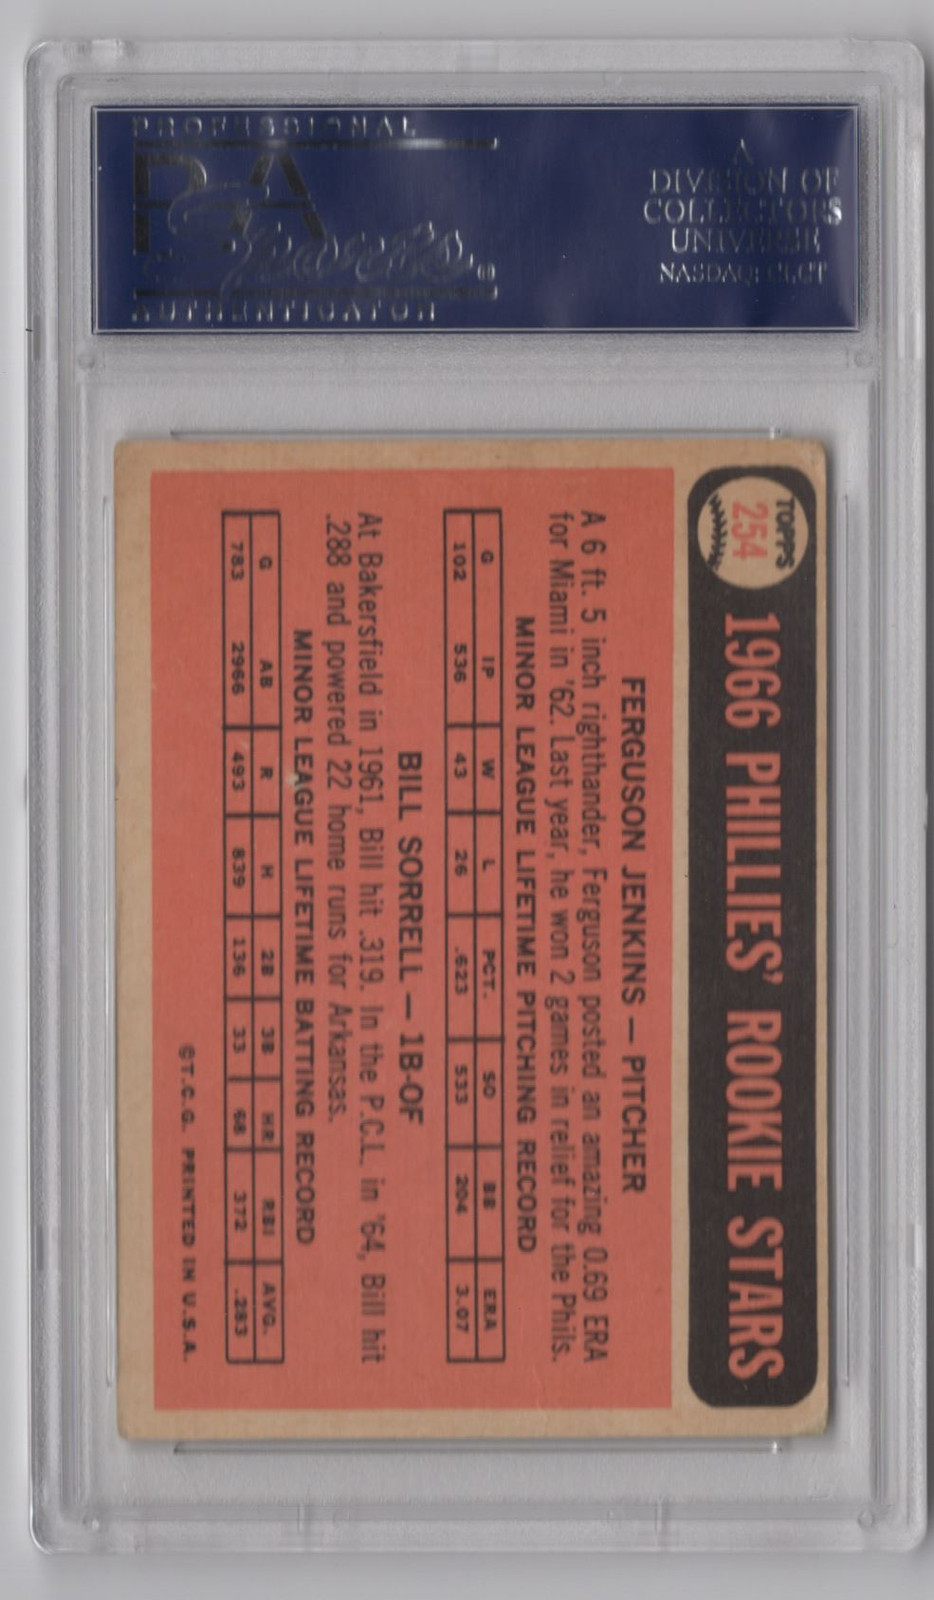 PROFESSIONAL
PSA
Sports
®
AUTHENTICATOR
A
DIVISION OF
COLLECTORS
UNIVERSE
NASDAQ: CLCT
TOPPS
254
1966 PHILLIES' ROOKIE STARS
FERGUSON JENKINS — PITCHER
A 6 ft. 5 inch righthander, Ferguson posted an amazing 0.69 ERA
for Miami in '62. Last year, he won 2 games in relief for the Phils.
MINOR LEAGUE LIFETIME PITCHING RECORD
G IP W L PCT. SO BB ERA
102 536 43 26 .623 533 204 3.07
BILL SORRELL — 1B-OF
At Bakersfield in 1961, Bill hit .319. In the P.C.L. in '64, Bill hit
.288 and powered 22 home runs for Arkansas.
MINOR LEAGUE LIFETIME BATTING RECORD
G AB R H 2B 3B HR RBI AVG.
783 2966 493 839 136 33 68 372 .283
©T.C.G. PRINTED IN U.S.A.